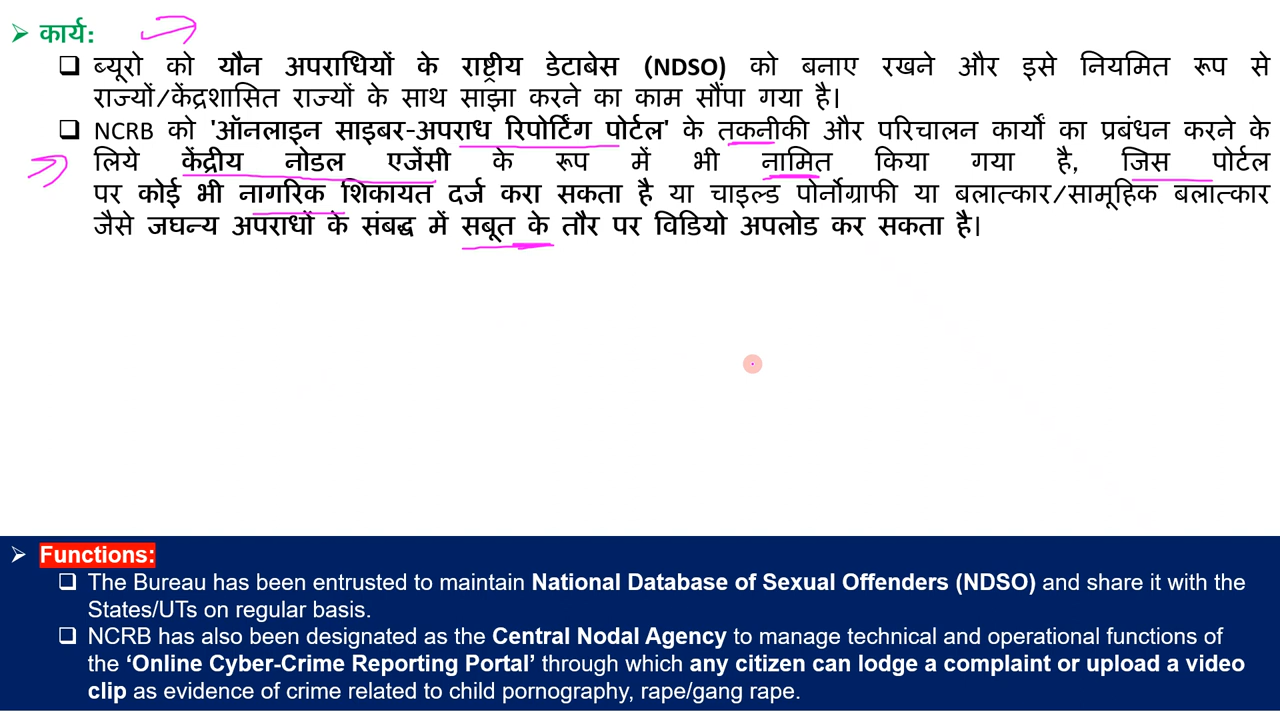 कार्य:
ब्यूरो को यौन अपराधियों के राष्ट्रीय डेटाबेस (NDSO) को बनाए रखने और इसे नियमित रूप से
राज्यों/केंद्रशासित राज्यों के साथ साझा करने का काम सौंपा गया है।
NCRB को 'ऑनलाइन साइबर-अपराध रिपोर्टिंग पोर्टल' के तकनीकी और परिचालन कार्यों का प्रबंधन करने के
लिये केंद्रीय नोडल एजेंसी के रूप में भी नामित किया गया है, जिस पोर्टल
पर कोई भी नागरिक शिकायत दर्ज करा सकता है या चाइल्ड पोर्नोग्राफी या बलात्कार/सामूहिक बलात्कार
जैसे जघन्य अपराधों के संबद्ध में सबूत के तौर पर विडियो अपलोड कर सकता है।
Functions:
The Bureau has been entrusted to maintain National Database of Sexual Offenders (NDSO) and share it with the
States/UTs on regular basis.
NCRB has also been designated as the Central Nodal Agency to manage technical and operational functions of
the ‘Online Cyber-Crime Reporting Portal’ through which any citizen can lodge a complaint or upload a video
clip as evidence of crime related to child pornography, rape/gang rape.